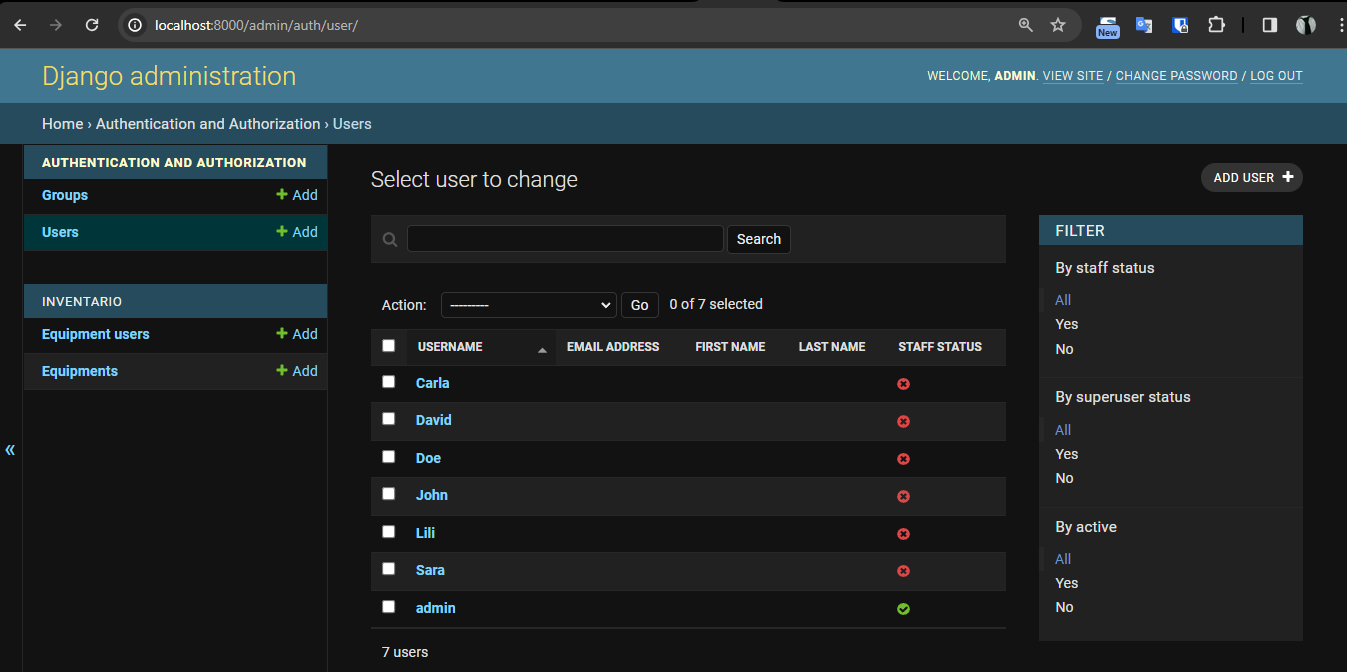 localhost:8000/admin/auth/user/
New
Django administration
WELCOME, ADMIN. VIEW SITE / CHANGE PASSWORD / LOG OUT
Home › Authentication and Authorization › Users
AUTHENTICATION AND AUTHORIZATION
Groups + Add
Users + Add
INVENTARIO
Equipment users + Add
Equipments + Add
«
Select user to change
ADD USER +
Search
Action: --------- Go 0 of 7 selected
USERNAME EMAIL ADDRESS FIRST NAME LAST NAME STAFF STATUS
Carla
David
Doe
John
Lili
Sara
admin
7 users
FILTER
By staff status
All
Yes
No
By superuser status
All
Yes
No
By active
All
Yes
No